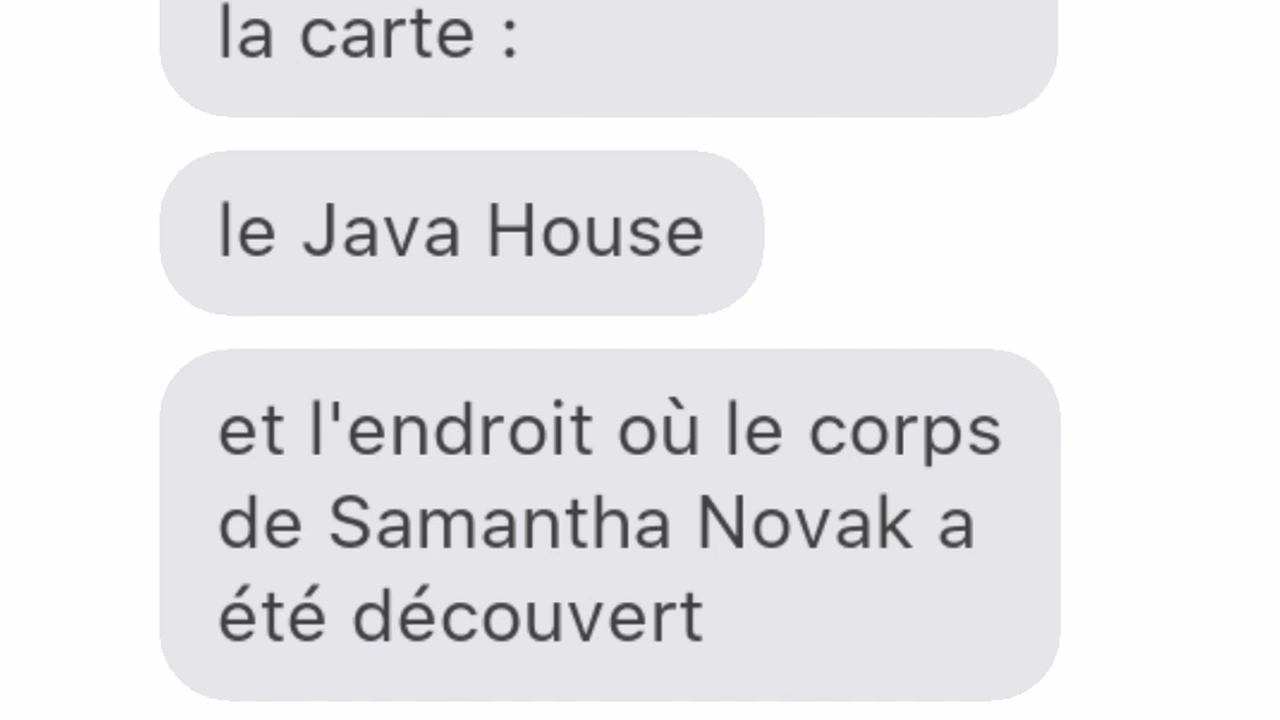 la carte :
le Java House
et l'endroit où le corps
de Samantha Novak a
été découvert